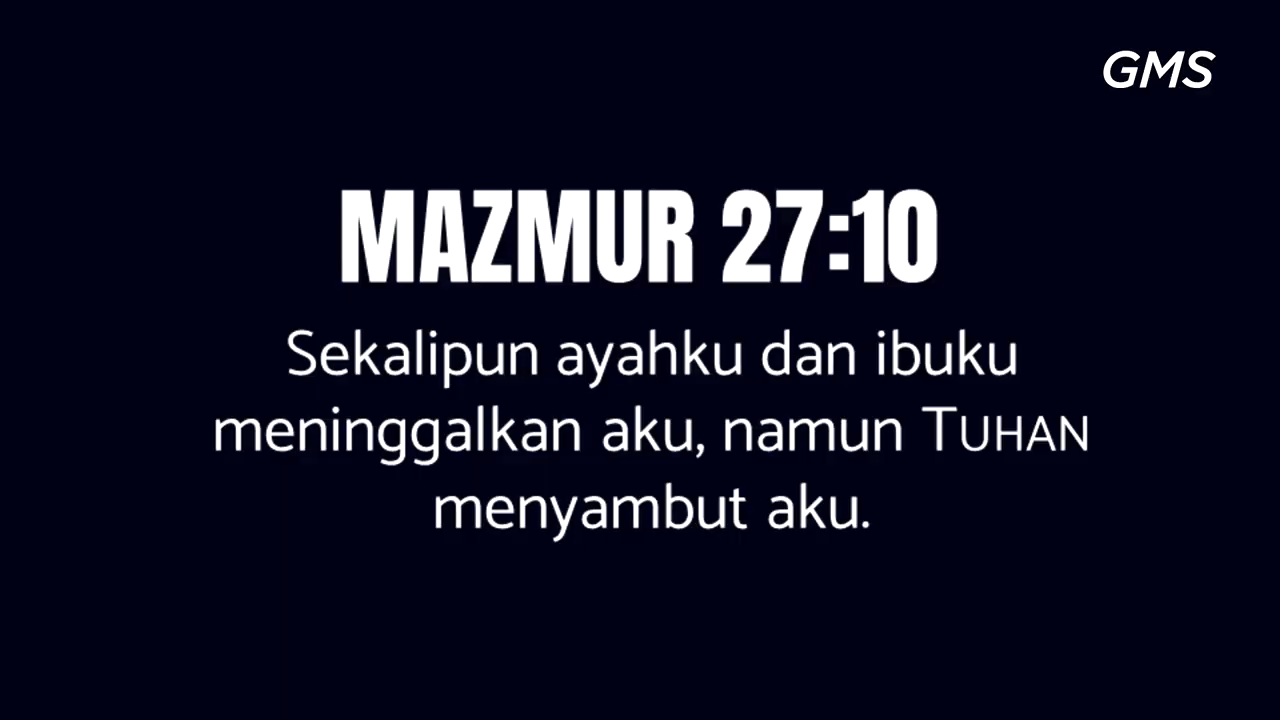 GMS
MAZMUR 27:10
Sekalipun ayahku dan ibuku
meninggalkan aku, namun TUHAN
menyambut aku.